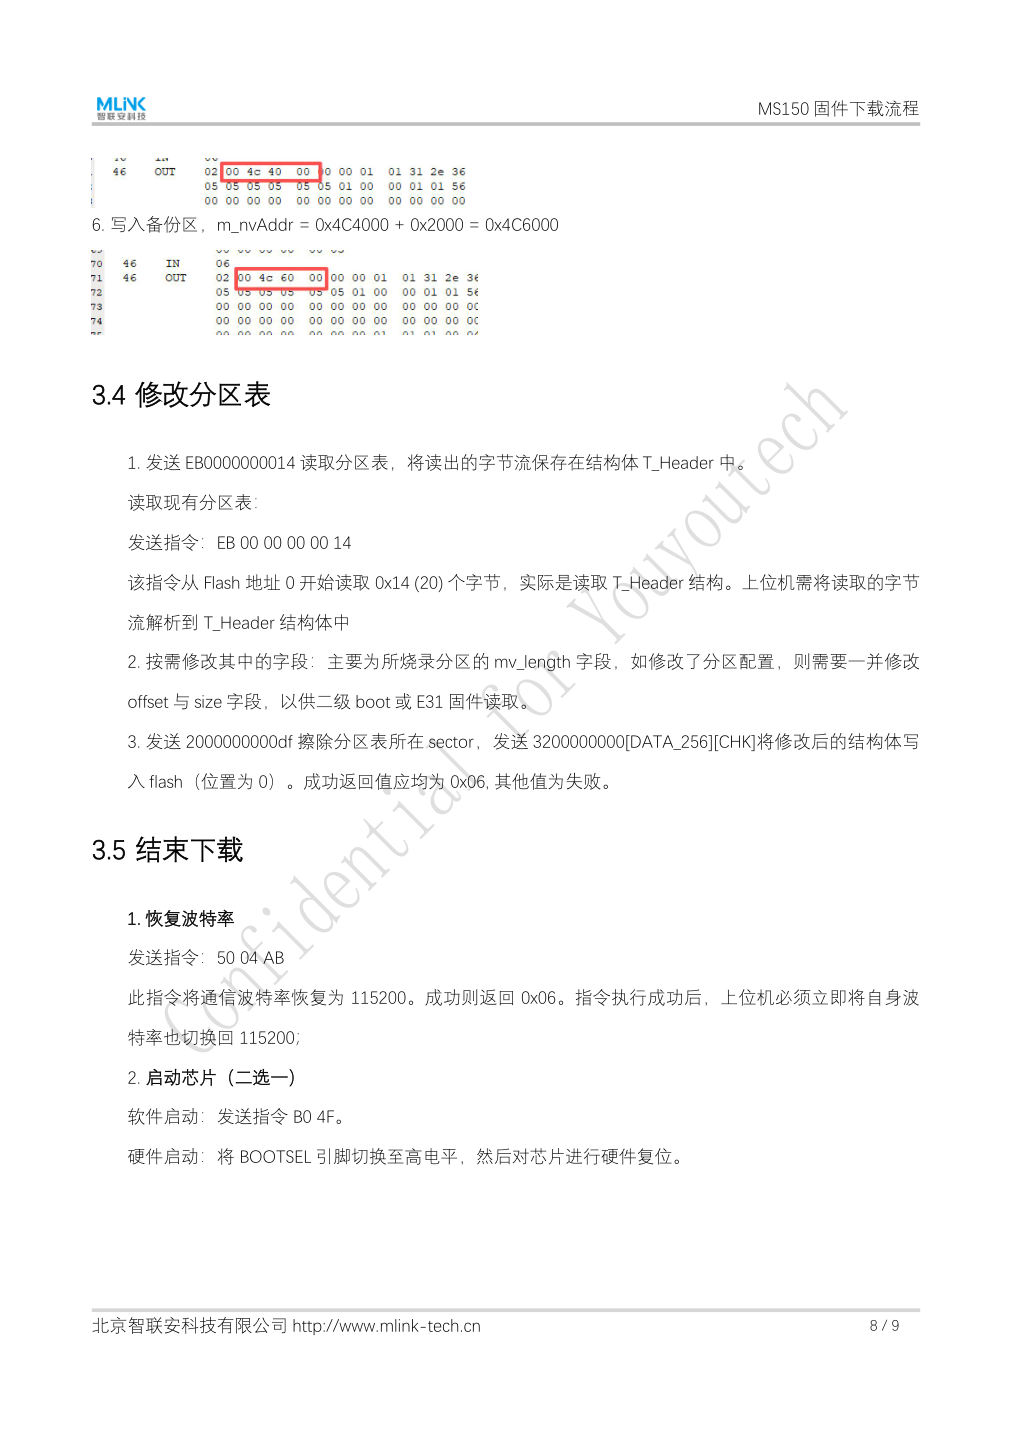 MLiNK
智联安科技
MS150 固件下载流程
46 OUT 02 00 4c 40 00 00 00 01 01 31 2e 36
05 05 05 05 05 05 01 00 00 01 01 56
00 00 00 00 00 00 00 00 00 00 00 00
6. 写入备份区，m_nvAddr = 0x4C4000 + 0x2000 = 0x4C6000
70 46 IN 06
71 46 OUT 02 00 4c 60 00 00 00 01 01 31 2e 36
72 05 05 05 05 05 05 01 00 00 01 01 56
73 00 00 00 00 00 00 00 00 00 00 00 00
74 00 00 00 00 00 00 00 00 00 00 00 00
3.4 修改分区表
1. 发送 EB0000000014 读取分区表，将读出的字节流保存在结构体 T_Header 中。
读取现有分区表：
发送指令：EB 00 00 00 00 14
该指令从 Flash 地址 0 开始读取 0x14 (20) 个字节，实际是读取 T_Header 结构。上位机需将读取的字节
流解析到 T_Header 结构体中
2. 按需修改其中的字段：主要为所烧录分区的 mv_length 字段，如修改了分区配置，则需要一并修改
offset 与 size 字段，以供二级 boot 或 E31 固件读取。
3. 发送 2000000000df 擦除分区表所在 sector，发送 3200000000[DATA_256][CHK]将修改后的结构体写
入 flash（位置为 0）。成功返回值应均为 0x06, 其他值为失败。
3.5 结束下载
1. 恢复波特率
发送指令：50 04 AB
此指令将通信波特率恢复为 115200。成功则返回 0x06。指令执行成功后，上位机必须立即将自身波
特率也切换回 115200;
2. 启动芯片（二选一）
软件启动：发送指令 B0 4F。
硬件启动：将 BOOTSEL 引脚切换至高电平，然后对芯片进行硬件复位。
Confidential for Youyoutech
北京智联安科技有限公司 http://www.mlink-tech.cn
8 / 9